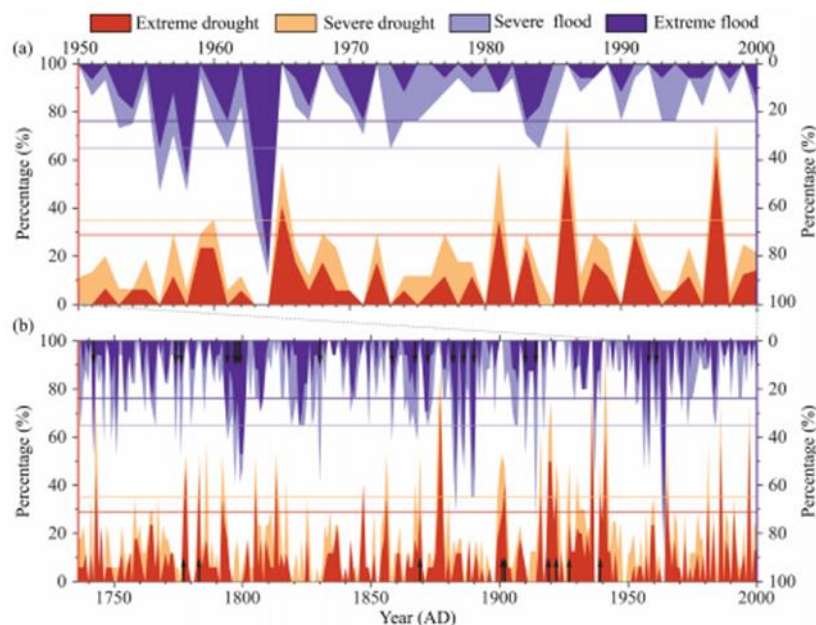 Extreme drought Severe drought Severe flood Extreme flood
(a)
1950 1960 1970 1980 1990 2000
100 0
80 20
60 40
40 60
20 80
0 100
Percentage (%)
Percentage (%)
(b)
100 0
80 20
60 40
40 60
20 80
0 100
Percentage (%)
Percentage (%)
1750 1800 1850 1900 1950 2000
Year (AD)